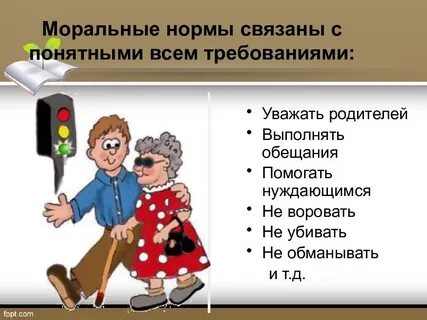 Моральные нормы связаны с
понятными всем требованиями:
• Уважать родителей
• Выполнять
обещания
• Помогать
нуждающимся
• Не воровать
• Не убивать
• Не обманывать
и т.д.
fppt.com